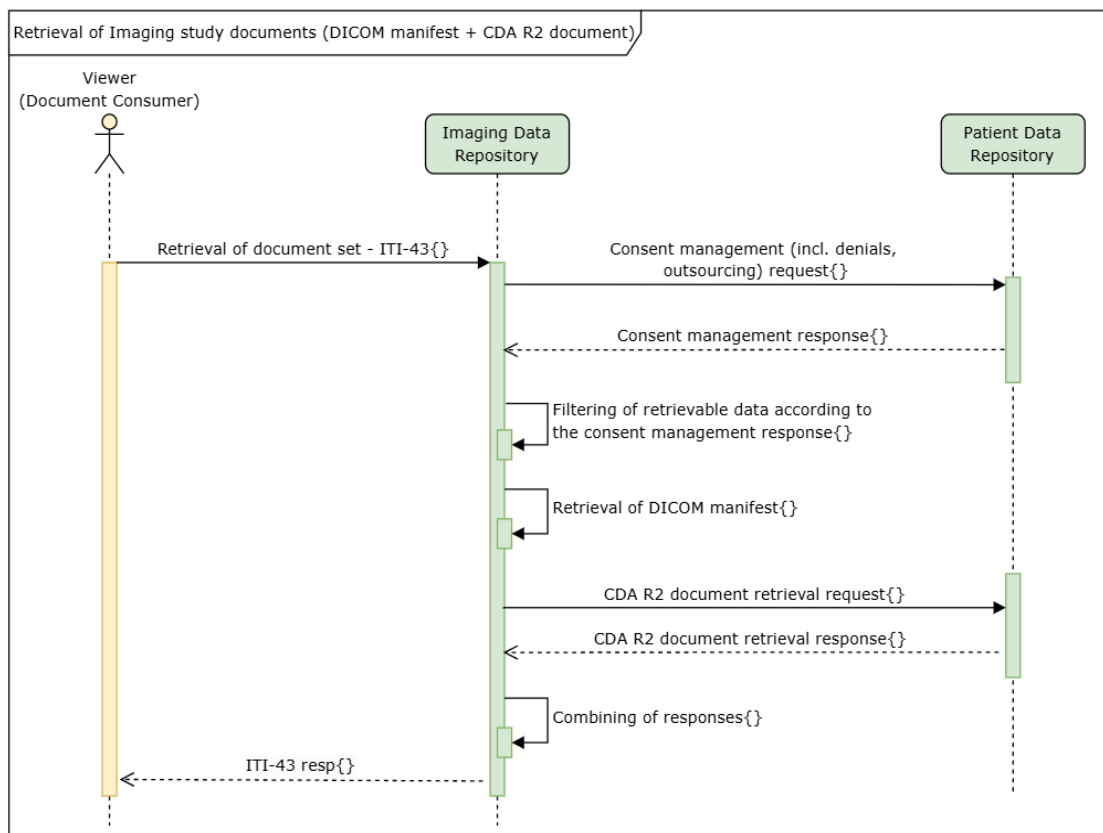 Retrieval of Imaging study documents (DICOM manifest + CDA R2 document)
Viewer
(Document Consumer)
Imaging Data
Repository
Patient Data
Repository
Retrieval of document set - ITI-43{}
Consent management (incl. denials,
outsourcing) request{}
Consent management response{}
Filtering of retrievable data according to
the consent management response{}
Retrieval of DICOM manifest{}
CDA R2 document retrieval request{}
CDA R2 document retrieval response{}
Combining of responses{}
ITI-43 resp{}